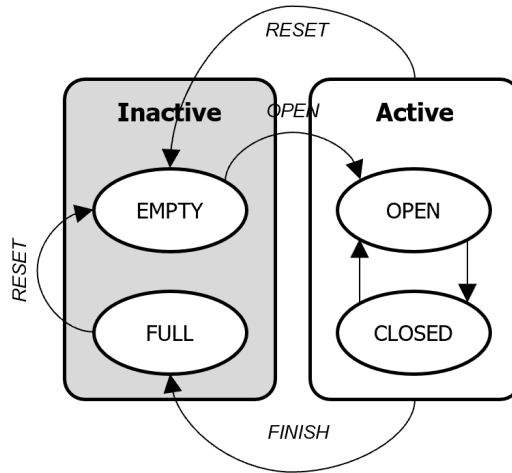 RESET
Inactive
OPEN
Active
EMPTY
OPEN
RESET
FULL
CLOSED
FINISH